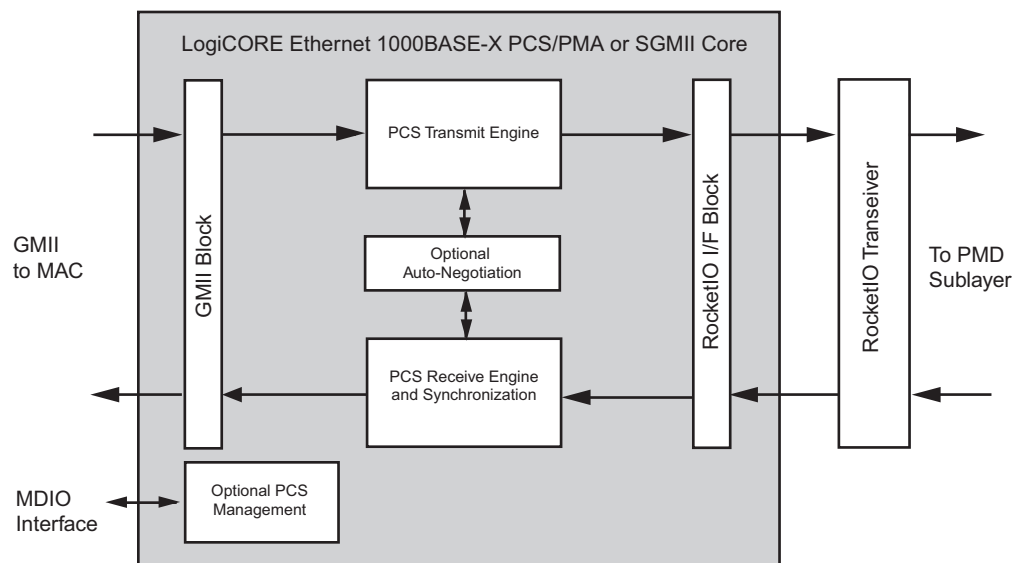 LogiCORE Ethernet 1000BASE-X PCS/PMA or SGMII Core
GMII
to MAC
GMII Block
PCS Transmit Engine
Optional
Auto-Negotiation
PCS Receive Engine
and Synchronization
RocketIO I/F Block
RocketIO Transeiver
To PMD
Sublayer
MDIO
Interface
Optional PCS
Management